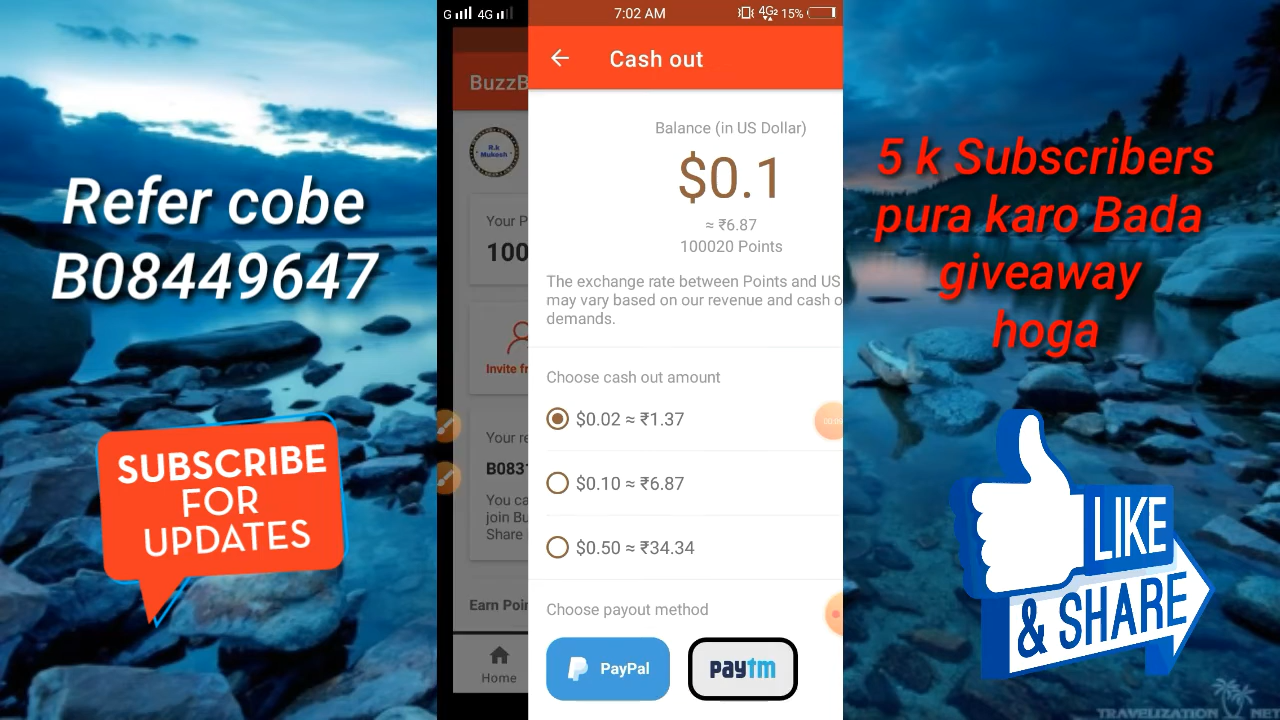 Refer cobe
B08449647
SUBSCRIBE
FOR
UPDATES
G 4G
7:02 AM
4G2 15%
BuzzB
Cash out
R.k
Mukesh
Your P
100
Invite fr
Your re
B083
You ca
join Bu
Share
Earn Poin
Home
Balance (in US Dollar)
$0.1
≈ ₹6.87
100020 Points
The exchange rate between Points and US
may vary based on our revenue and cash o
demands.
Choose cash out amount
$0.02 ≈ ₹1.37
$0.10 ≈ ₹6.87
$0.50 ≈ ₹34.34
Choose payout method
PayPal
paytm
5 k Subscribers
pura karo Bada
giveaway
hoga
LIKE
& SHARE
TRAVELIZATION NET